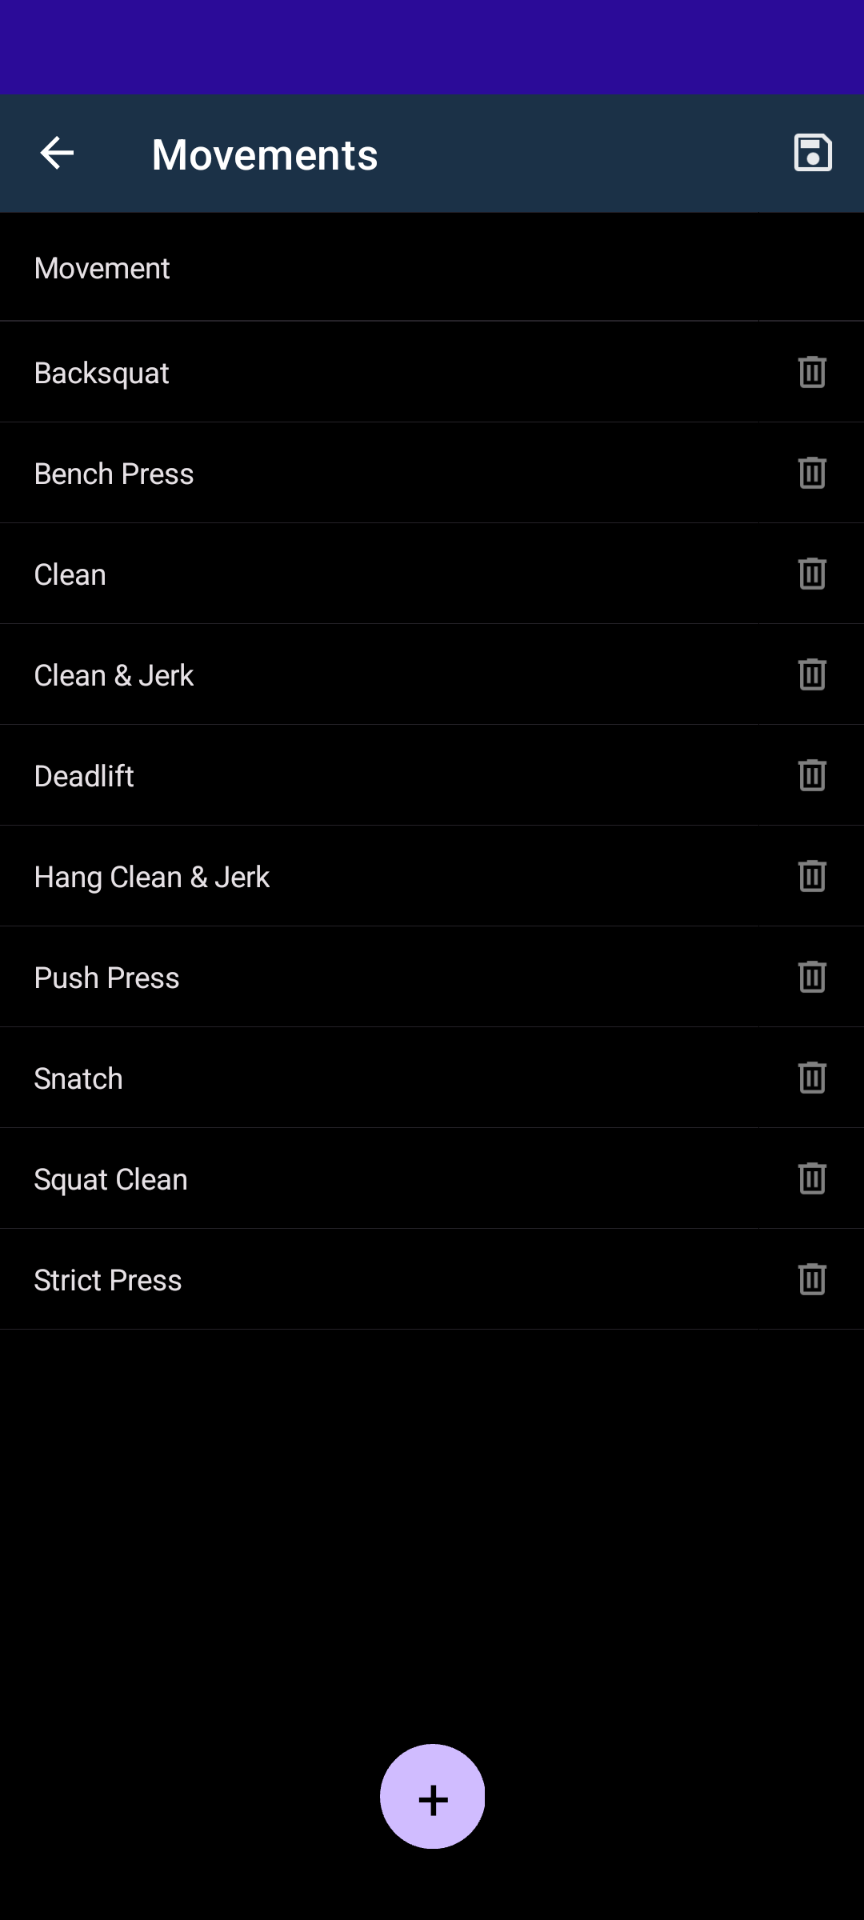 Movements
Movement
Backsquat
Bench Press
Clean
Clean & Jerk
Deadlift
Hang Clean & Jerk
Push Press
Snatch
Squat Clean
Strict Press